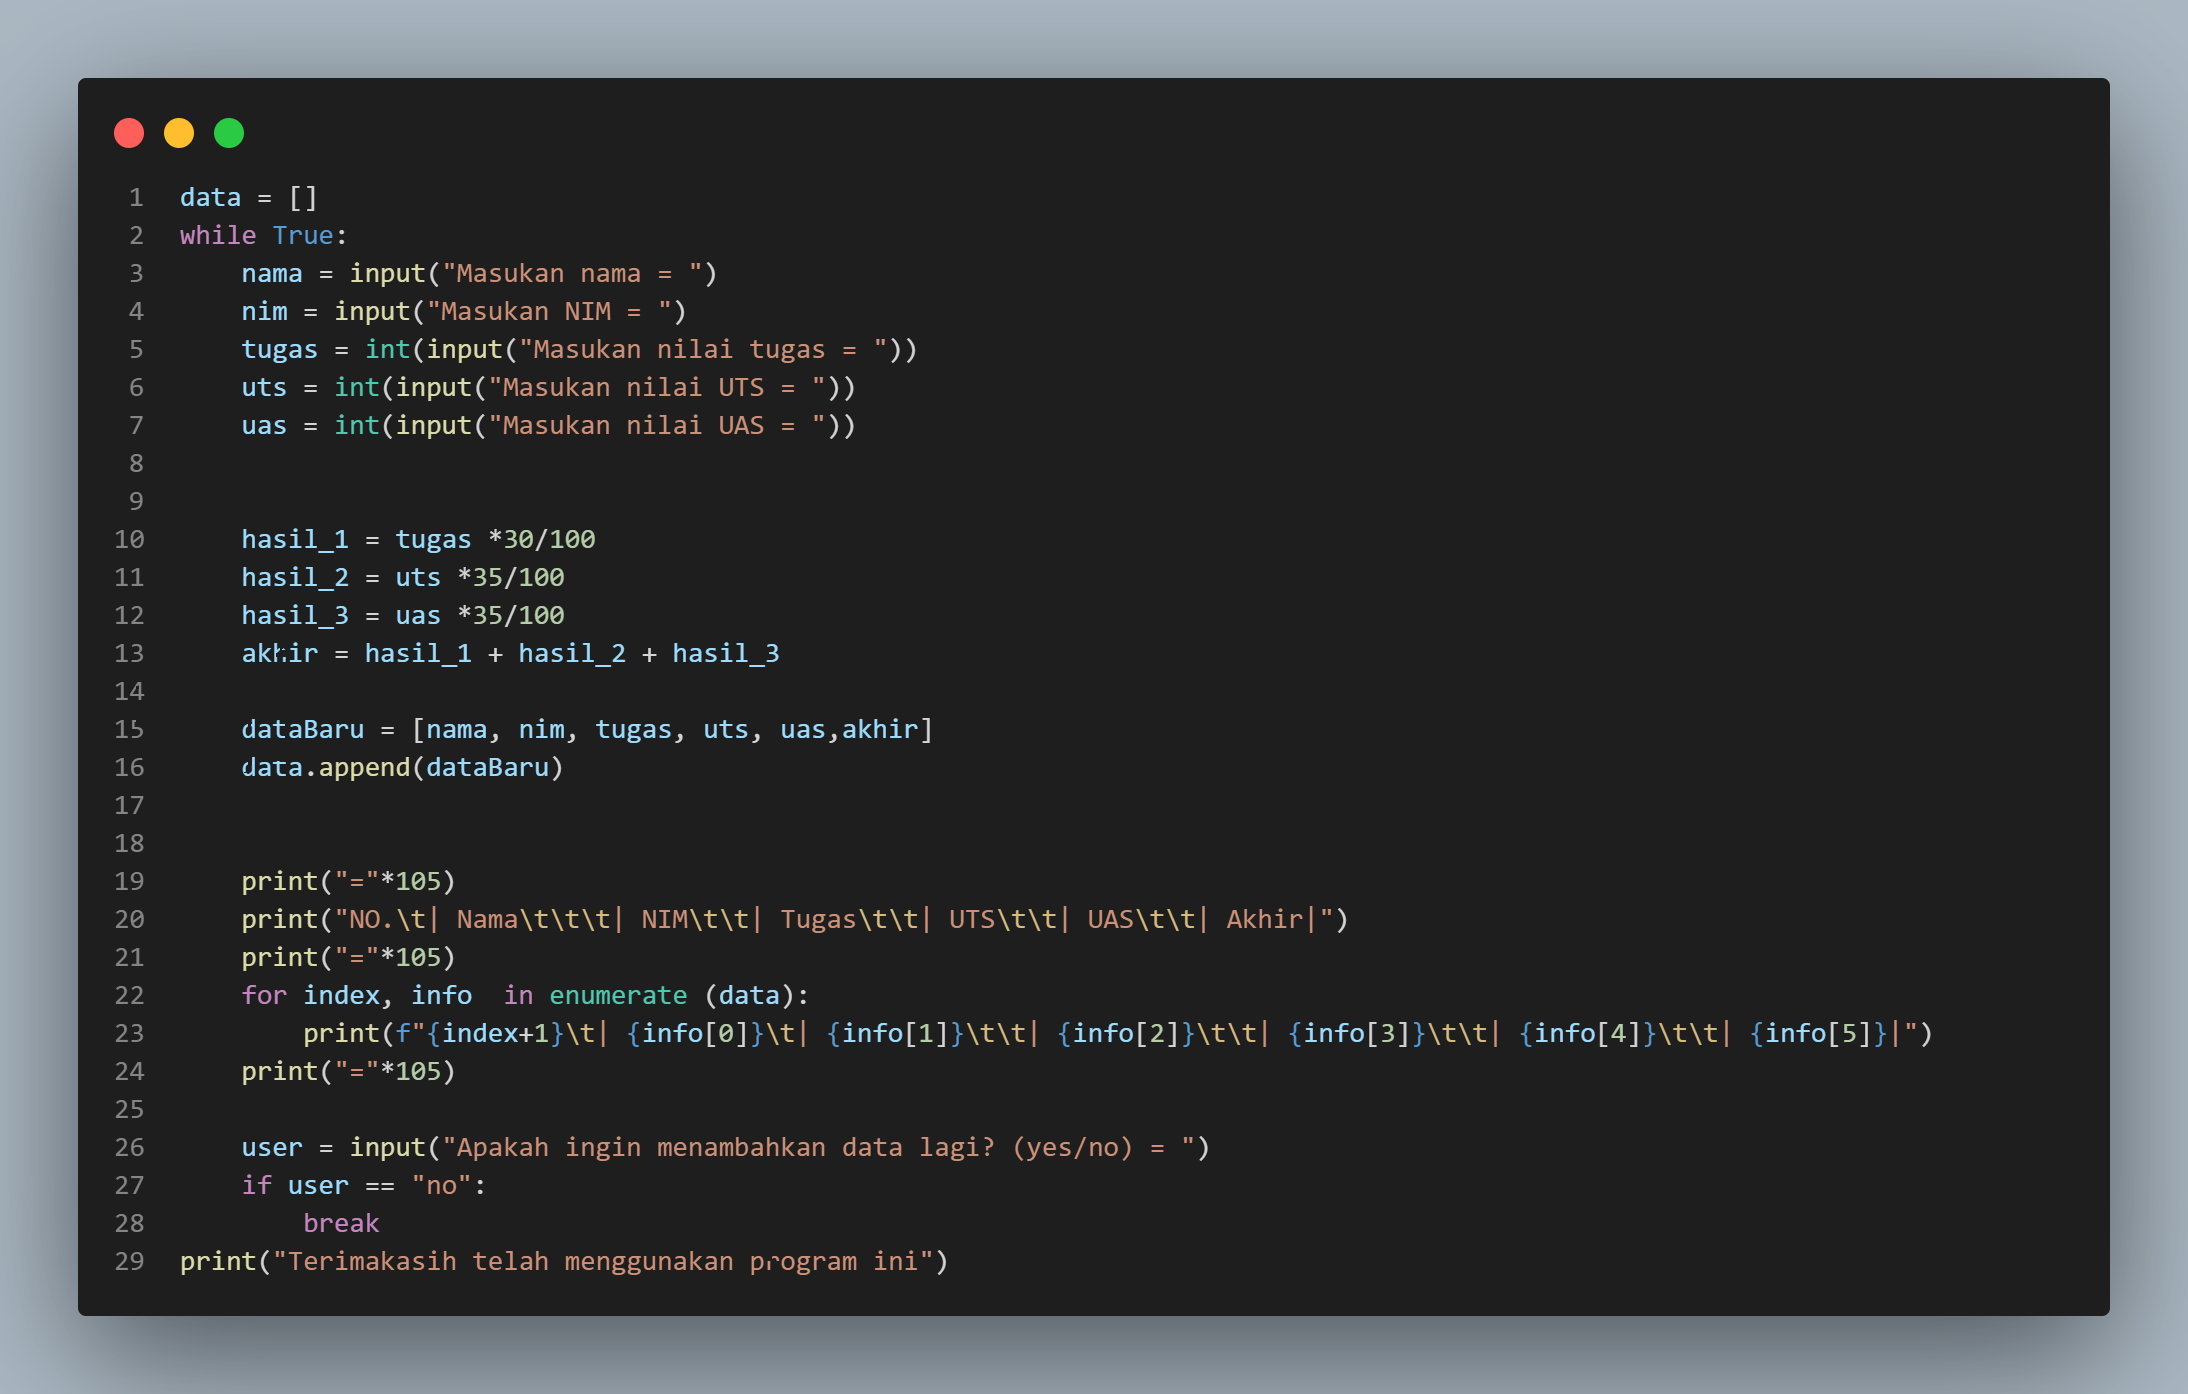 1 data = []
2 while True:
3     nama = input("Masukan nama = ")
4     nim = input("Masukan NIM = ")
5     tugas = int(input("Masukan nilai tugas = "))
6     uts = int(input("Masukan nilai UTS = "))
7     uas = int(input("Masukan nilai UAS = "))
8
9
10     hasil_1 = tugas *30/100
11     hasil_2 = uts *35/100
12     hasil_3 = uas *35/100
13     akhir = hasil_1 + hasil_2 + hasil_3
14
15     dataBaru = [nama, nim, tugas, uts, uas,akhir]
16     data.append(dataBaru)
17
18
19     print("="*105)
20     print("NO.\t| Nama\t\t\t| NIM\t\t| Tugas\t\t| UTS\t\t| UAS\t\t| Akhir|")
21     print("="*105)
22     for index, info  in enumerate (data):
23         print(f"{index+1}\t| {info[0]}\t| {info[1]}\t\t| {info[2]}\t\t| {info[3]}\t\t| {info[4]}\t\t| {info[5]}|")
24     print("="*105)
25
26     user = input("Apakah ingin menambahkan data lagi? (yes/no) = ")
27     if user == "no":
28         break
29 print("Terimakasih telah menggunakan program ini")